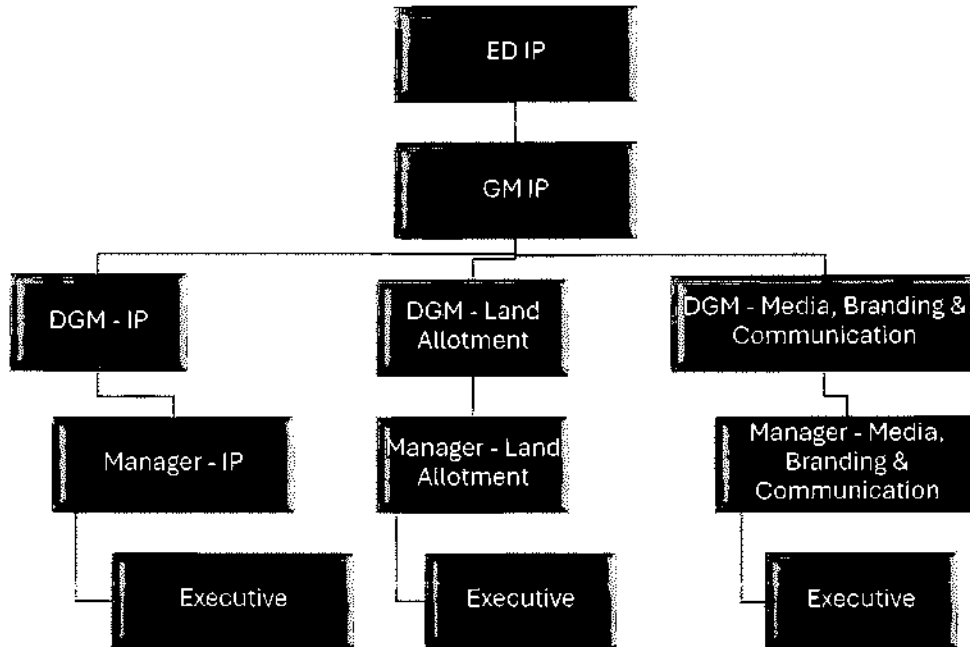 ED IP
GM IP
DGM - IP
DGM - Land
Allotment
DGM - Media, Branding &
Communication
Manager - IP
Manager - Land
Allotment
Manager - Media,
Branding &
Communication
Executive
Executive
Executive